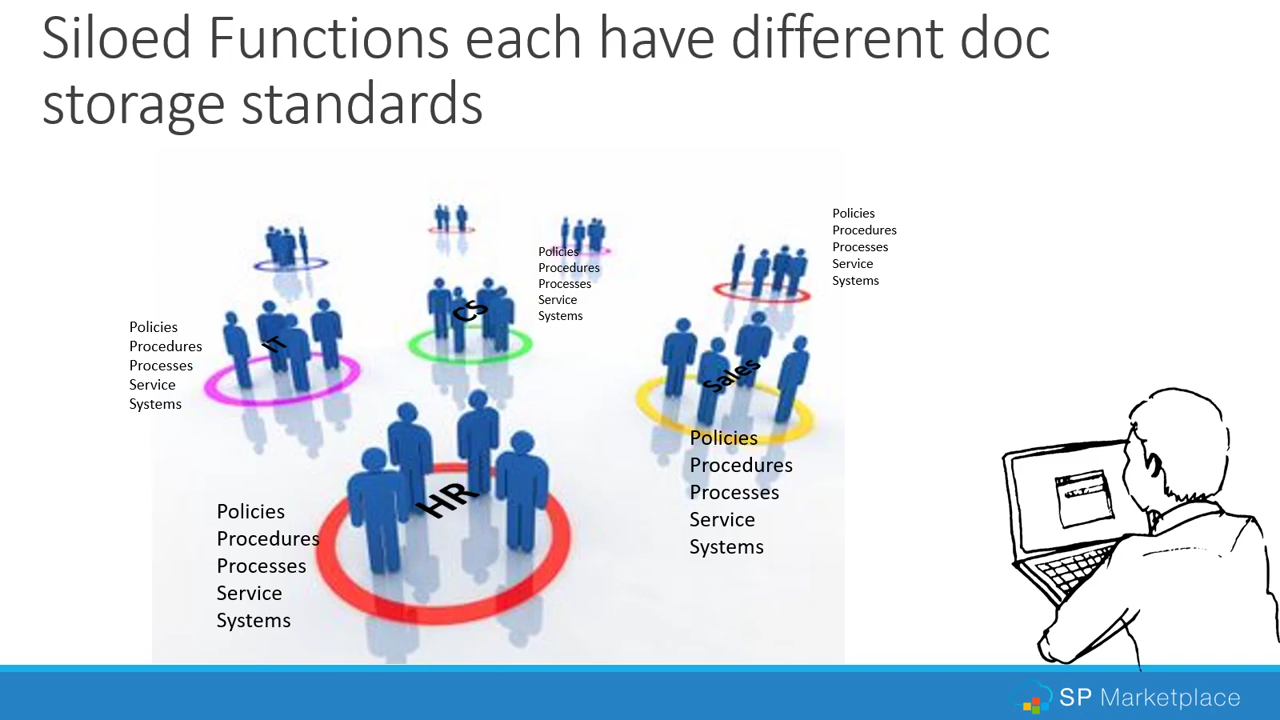 Siloed Functions each have different doc
storage standards
Policies
Procedures
Processes
Service
Systems
Policies
Procedures
Processes
Service
Systems
CS
Policies
Procedures
Processes
Service
Systems
IT
Sales
Policies
Procedures
Processes
Service
Systems
HR
Policies
Procedures
Processes
Service
Systems
SP Marketplace